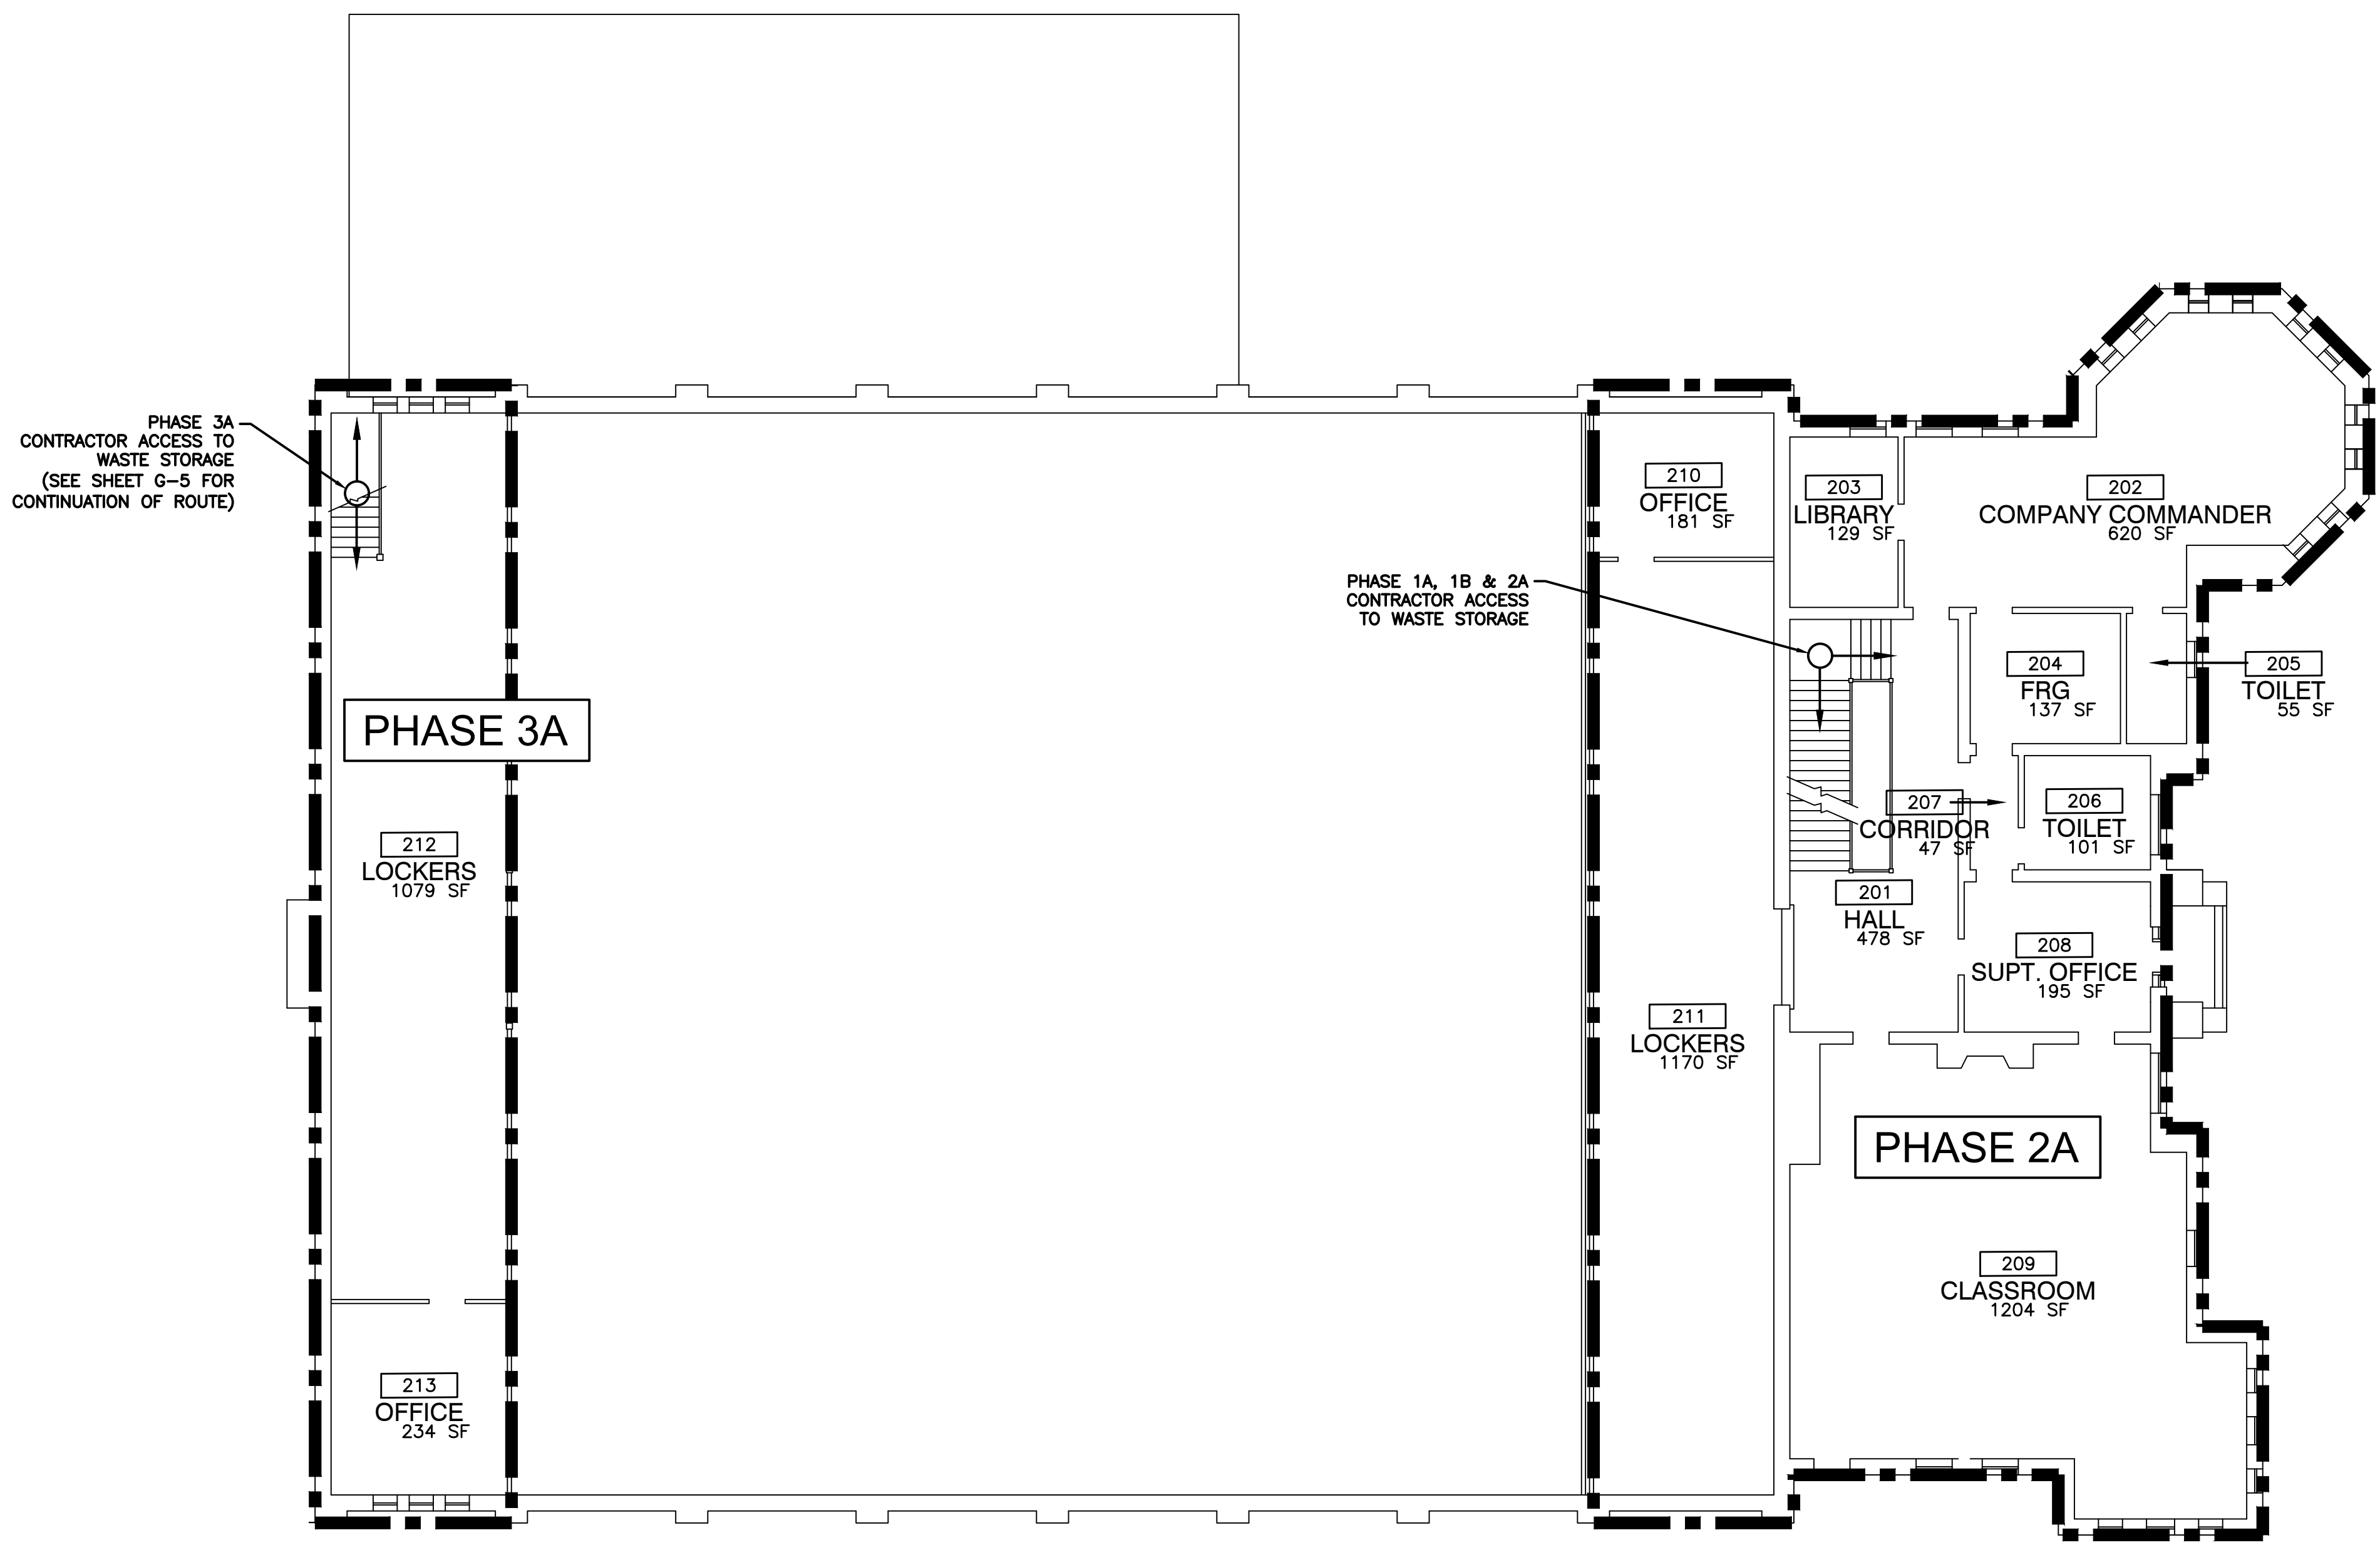 PHASE 3A
CONTRACTOR ACCESS TO
WASTE STORAGE
(SEE SHEET G-5 FOR
CONTINUATION OF ROUTE)
210
OFFICE
181 SF
203
LIBRARY
129 SF
202
COMPANY COMMANDER
620 SF
PHASE 1A, 1B & 2A
CONTRACTOR ACCESS
TO WASTE STORAGE
204
FRG
137 SF
205
TOILET
55 SF
PHASE 3A
207
CORRIDOR
47 SF
206
TOILET
101 SF
212
LOCKERS
1079 SF
201
HALL
478 SF
208
SUPT. OFFICE
195 SF
211
LOCKERS
1170 SF
PHASE 2A
209
CLASSROOM
1204 SF
213
OFFICE
234 SF